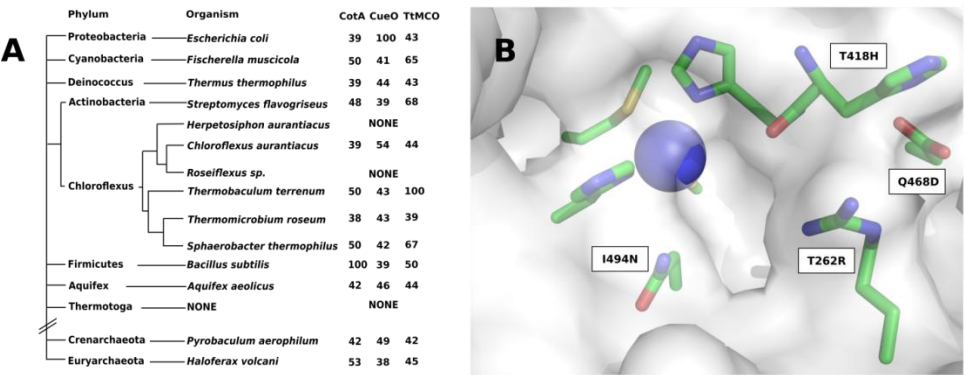 Phylum Organism CotA CueO TtMCO
A
Proteobacteria Escherichia coli 39 100 43
Cyanobacteria Fischerella muscicola 50 41 65
Deinococcus Thermus thermophilus 39 44 43
Actinobacteria Streptomyces flavogriseus 48 39 68
Herpetosiphon aurantiacus NONE
Chloroflexus aurantiacus 39 54 44
Roseiflexus sp. NONE
Chloroflexus
Thermobaculum terrenum 50 43 100
Thermomicrobium roseum 38 43 39
Sphaerobacter thermophilus 50 42 67
Firmicutes Bacillus subtilis 100 39 50
Aquifex Aquifex aeolicus 42 46 44
Thermotoga NONE NONE
Crenarchaeota Pyrobaculum aerophilum 42 49 42
Euryarchaeota Haloferax volcani 53 38 45
B
T418H
Q468D
I494N
T262R